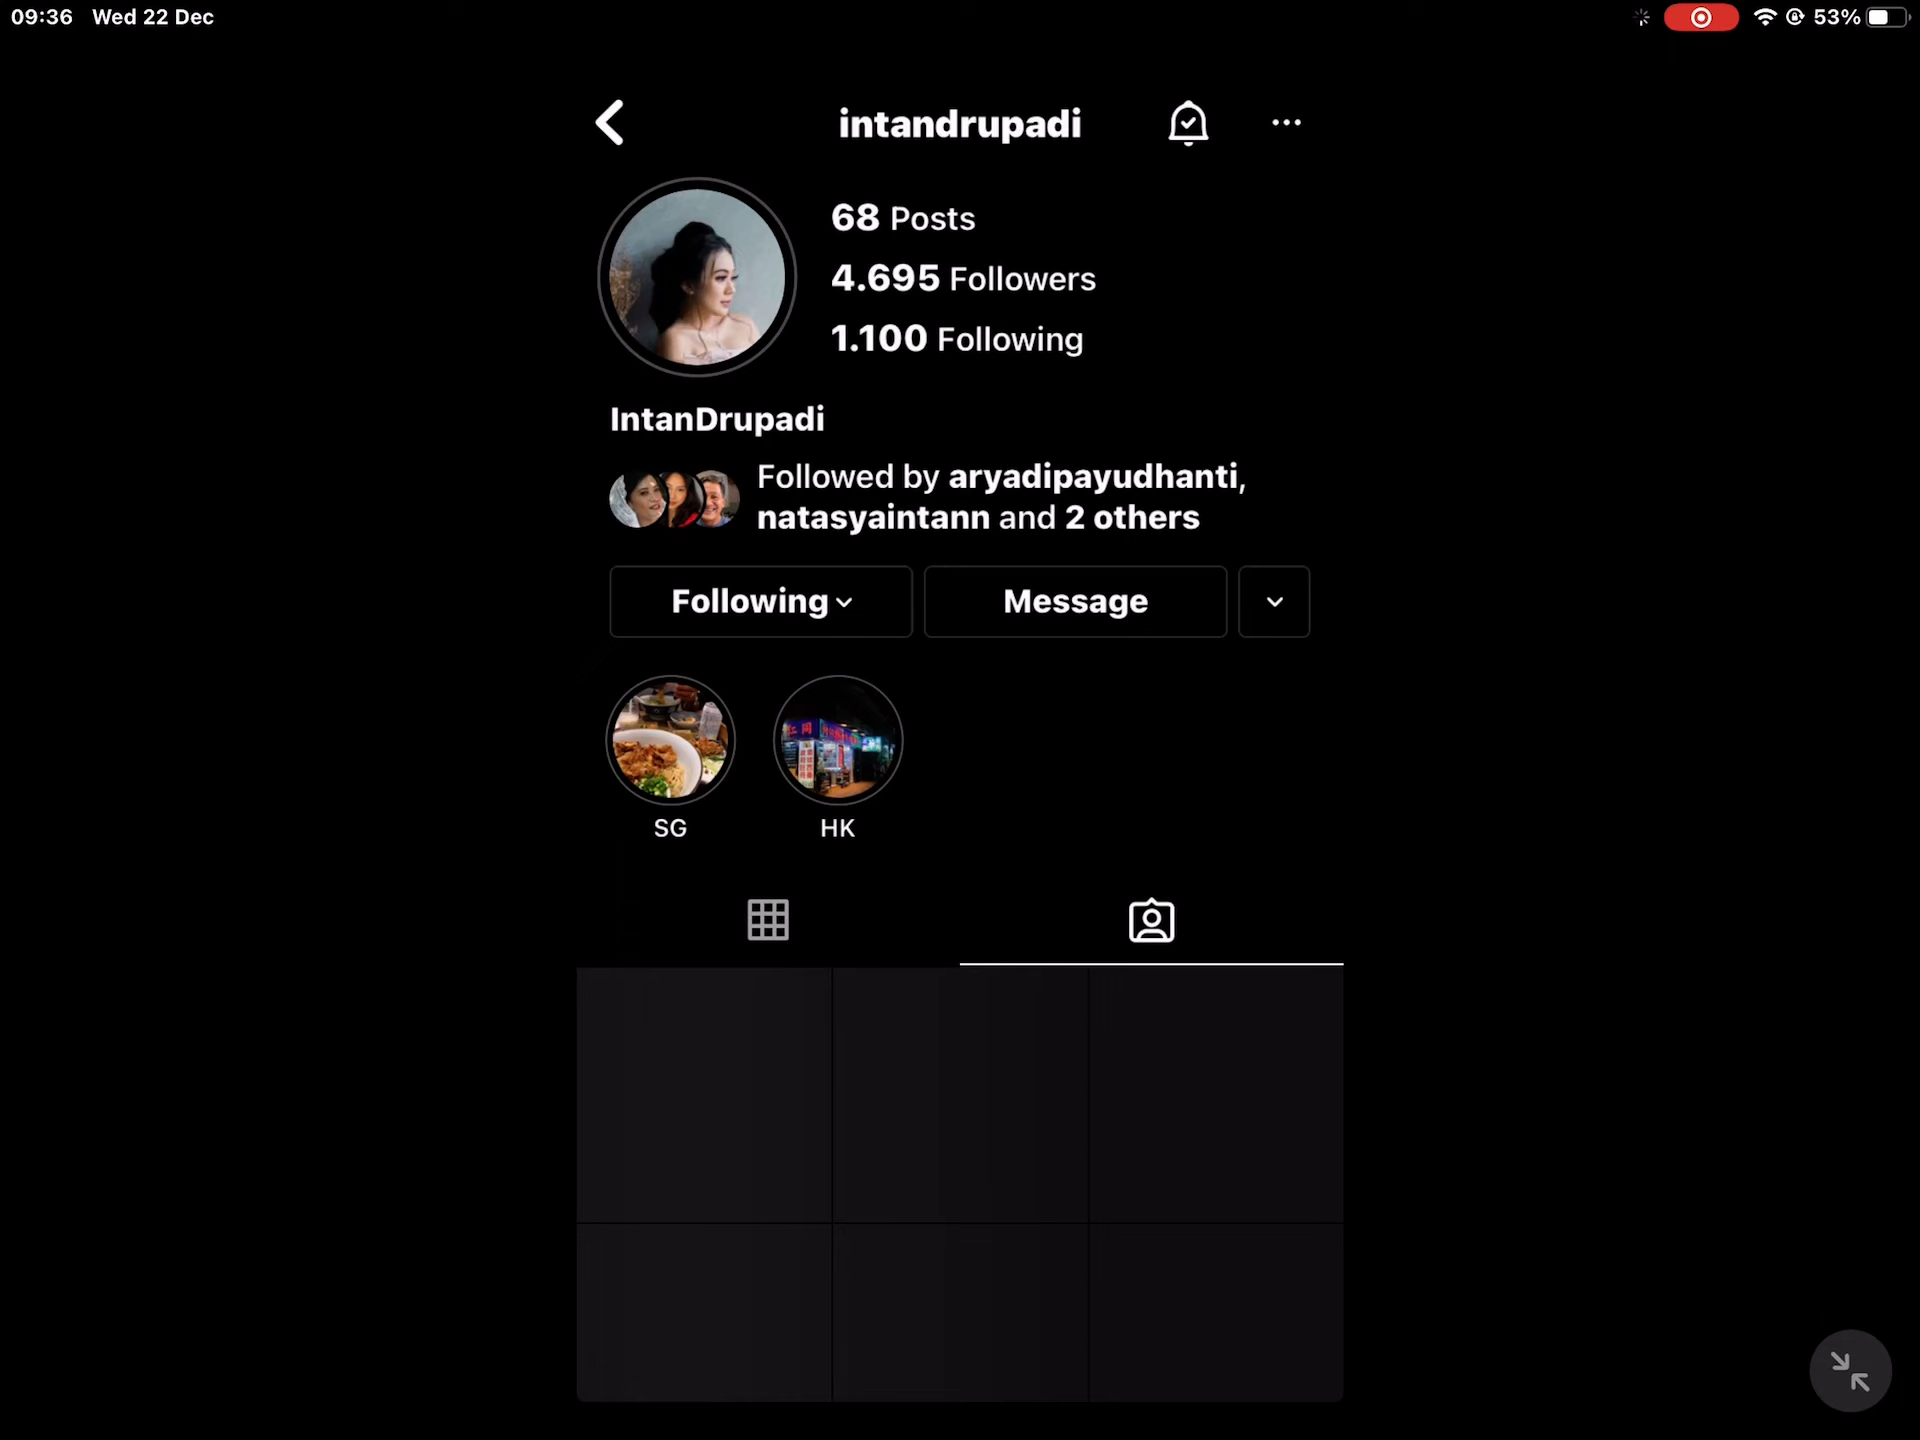 09:36 Wed 22 Dec
53%
intandrupadi
68 Posts
4.695 Followers
1.100 Following
IntanDrupadi
Followed by aryadipayudhanti,
natasyaintann and 2 others
Following
Message
SG
HK